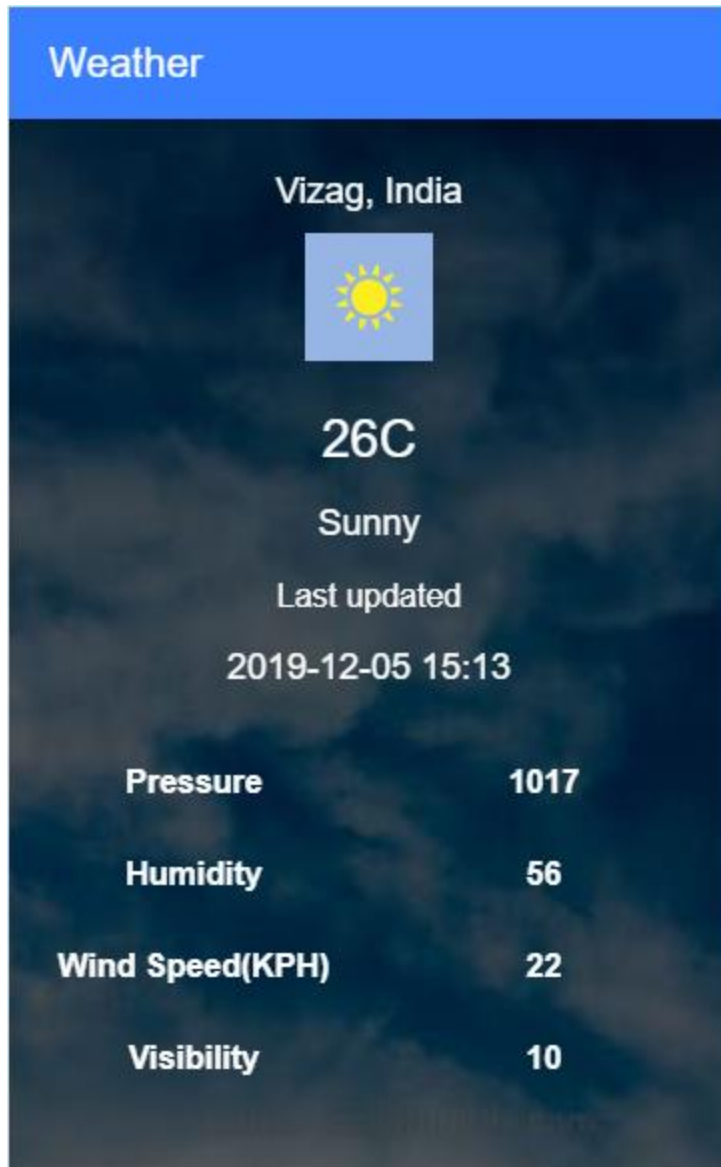 Weather
Vizag, India
26C
Sunny
Last updated
2019-12-05 15:13
Pressure 1017
Humidity 56
Wind Speed(KPH) 22
Visibility 10